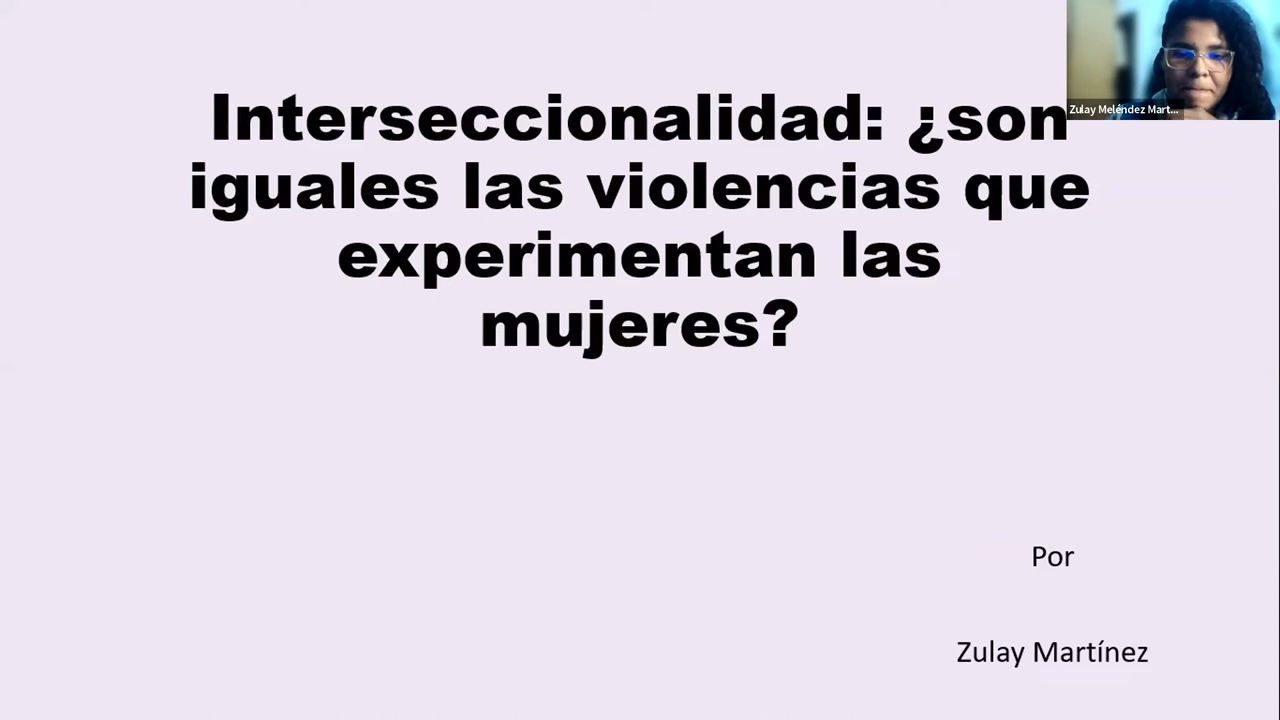 Interseccionalidad: ¿son
iguales las violencias que
experimentan las
mujeres?
Zulay Meléndez Mart...
Por
Zulay Martínez